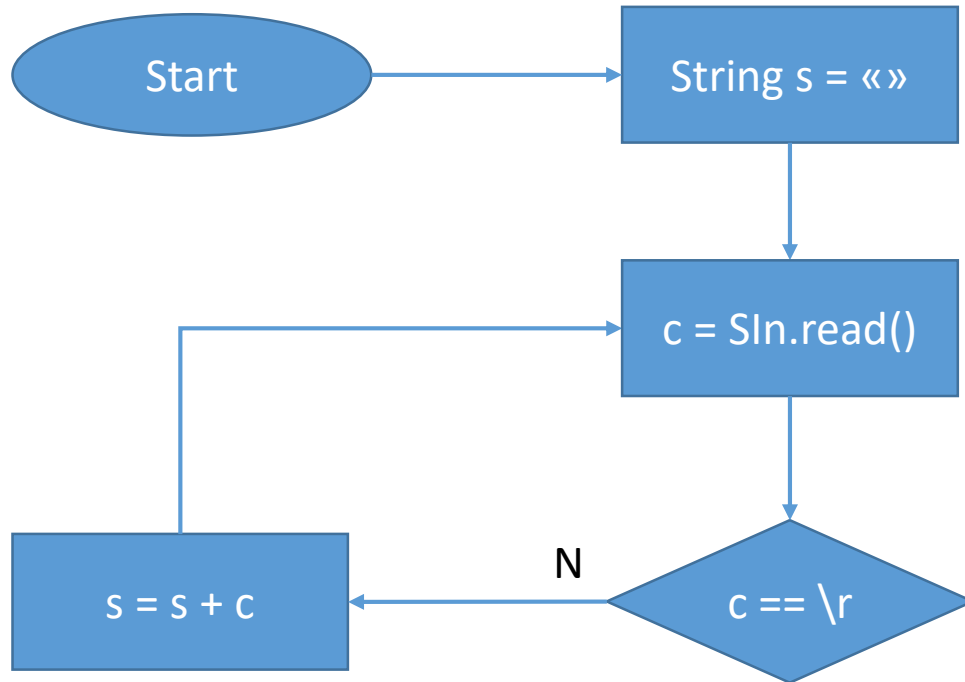 Start
String s = «»
c = SIn.read()
N
s = s + c
c == \r